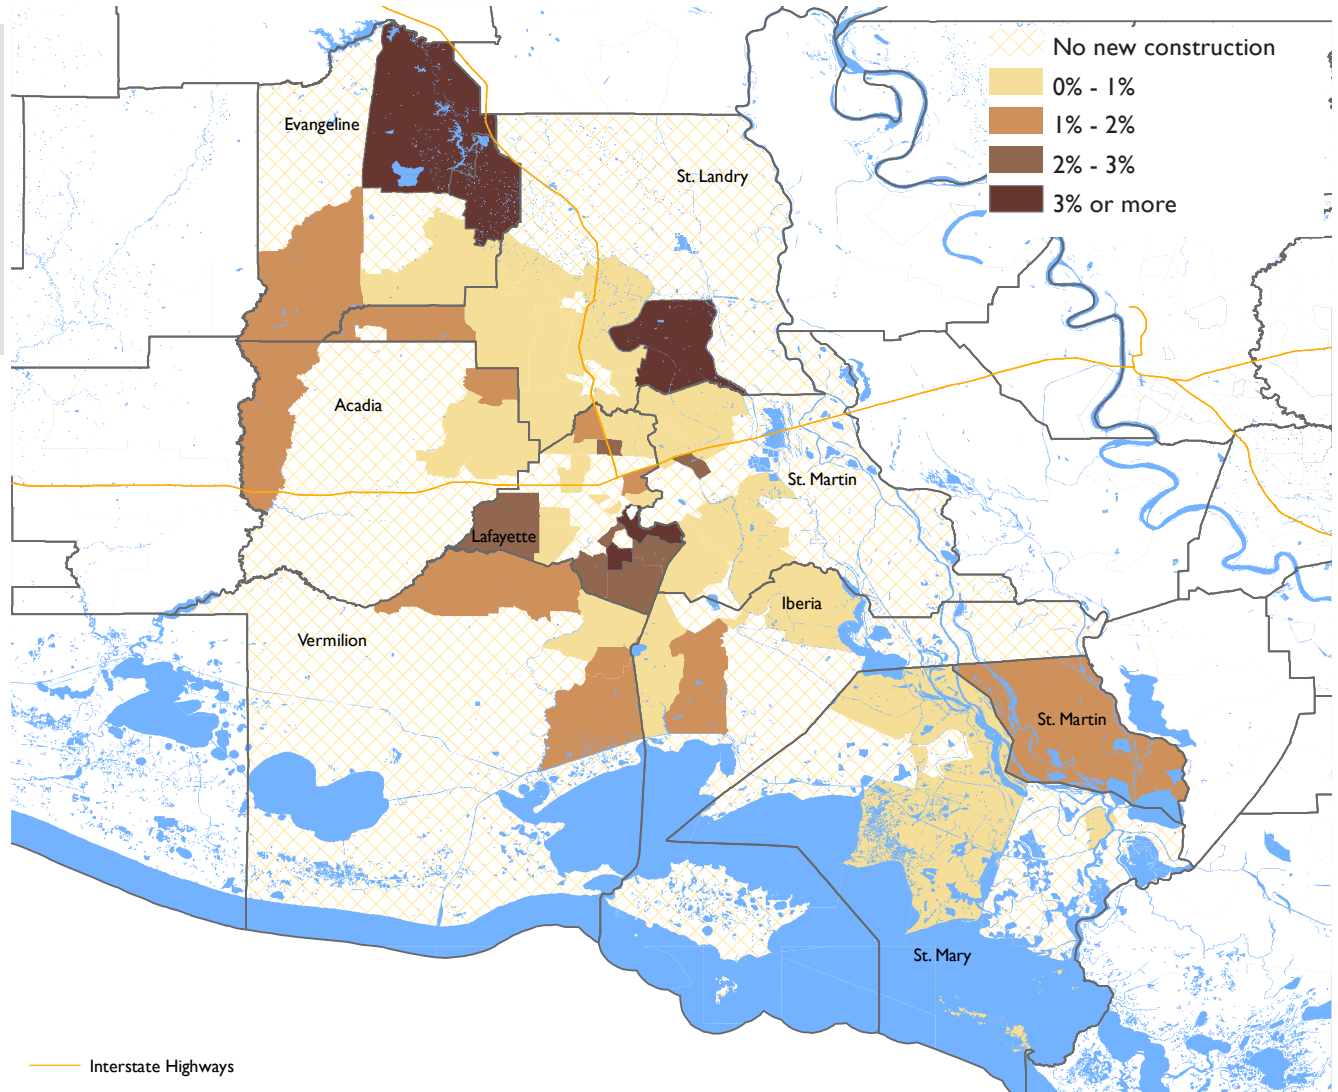 No new construction
0% - 1%
1% - 2%
2% - 3%
3% or more
Evangeline
St. Landry
Acadia
St. Martin
Lafayette
Iberia
Vermilion
St. Martin
St. Mary
Interstate Highways